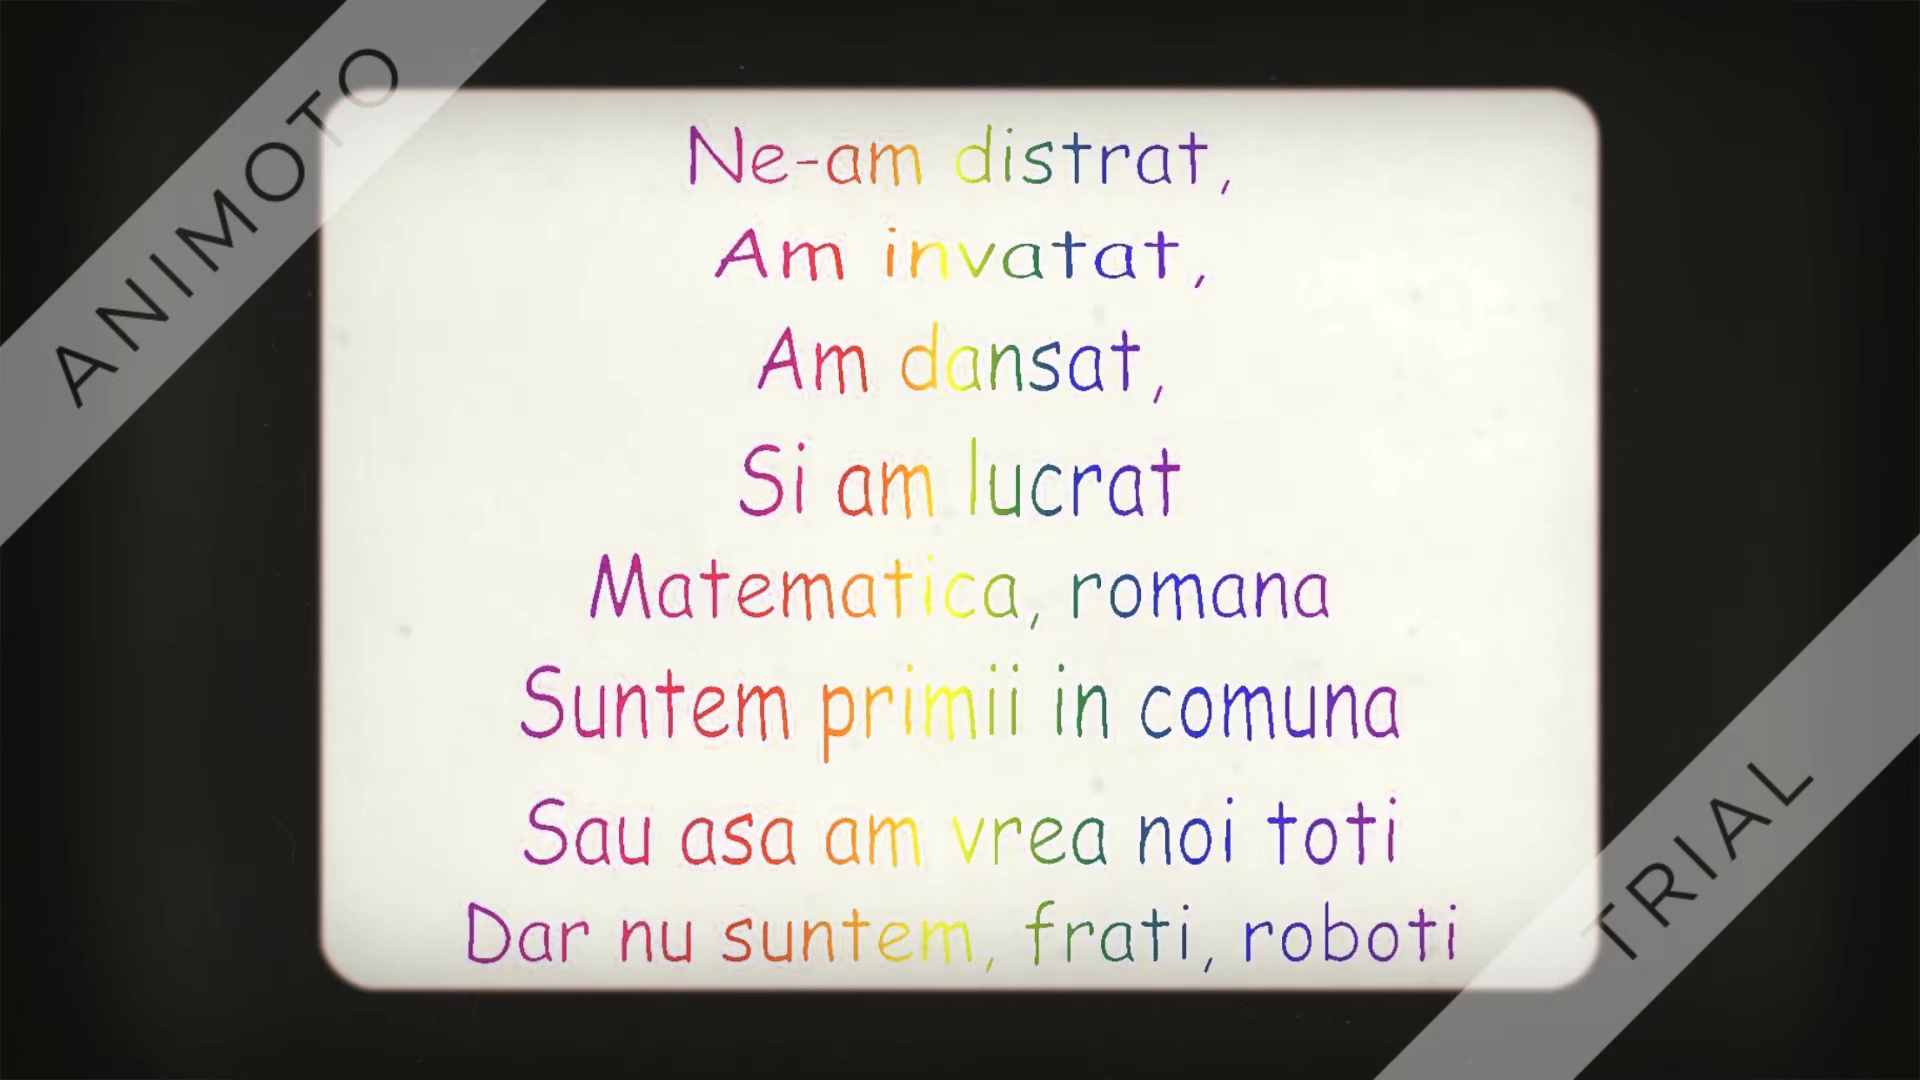 ANIMOTO
Ne-am distrat,
Am invatat,
Am dansat,
Si am lucrat
Matematica, romana
Suntem primii in comuna
Sau asa am vrea noi toti
Dar nu suntem, frati, roboti
TRIAL